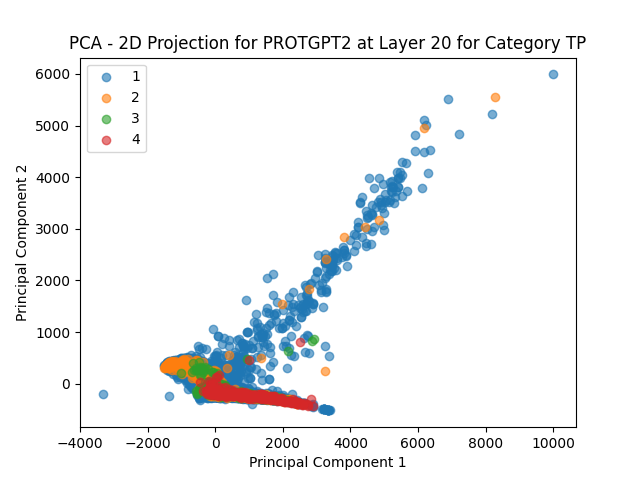 PCA - 2D Projection for PROTGPT2 at Layer 20 for Category TP
1
2
3
4
6000
5000
4000
3000
2000
1000
0
Principal Component 2
−4000 −2000 0 2000 4000 6000 8000 10000
Principal Component 1